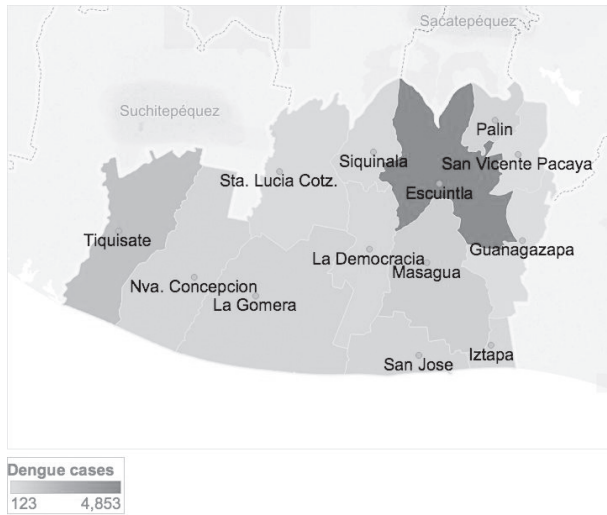 Sacatepéquez
Suchitepéquez
Palin
Siquinala
San Vicente Pacaya
Sta. Lucia Cotz.
Escuintla
Tiquisate
Guanagazapa
La Democracia
Masagua
Nva. Concepcion
La Gomera
Iztapa
San Jose
Dengue cases
123 4,853